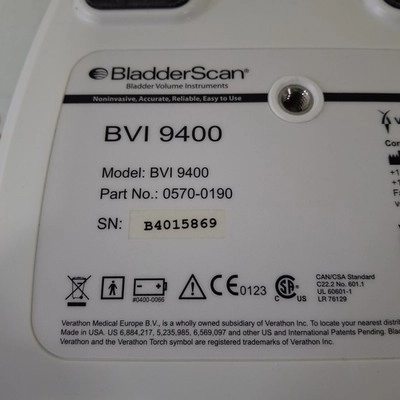 BladderScan®
Bladder Volume Instruments
Noninvasive, Accurate, Reliable, Easy to Use
BVI 9400
Model: BVI 9400
Part No.: 0570-0190
SN: B4015869
#0400-0066
CE 0123
CAN/CSA Standard
C22.2 No. 601.1
UL 60601-1
LR 78129
Verathon Medical Europe B.V., is a wholly owned subsidiary of Verathon Inc. To locate your nearest
Made in USA. US 6,884,217, 5,235,985, 6,569,097 and other US and International Patents Pending.
Verathon and the Verathon Torch symbol are registered trademarks of Verathon Inc.